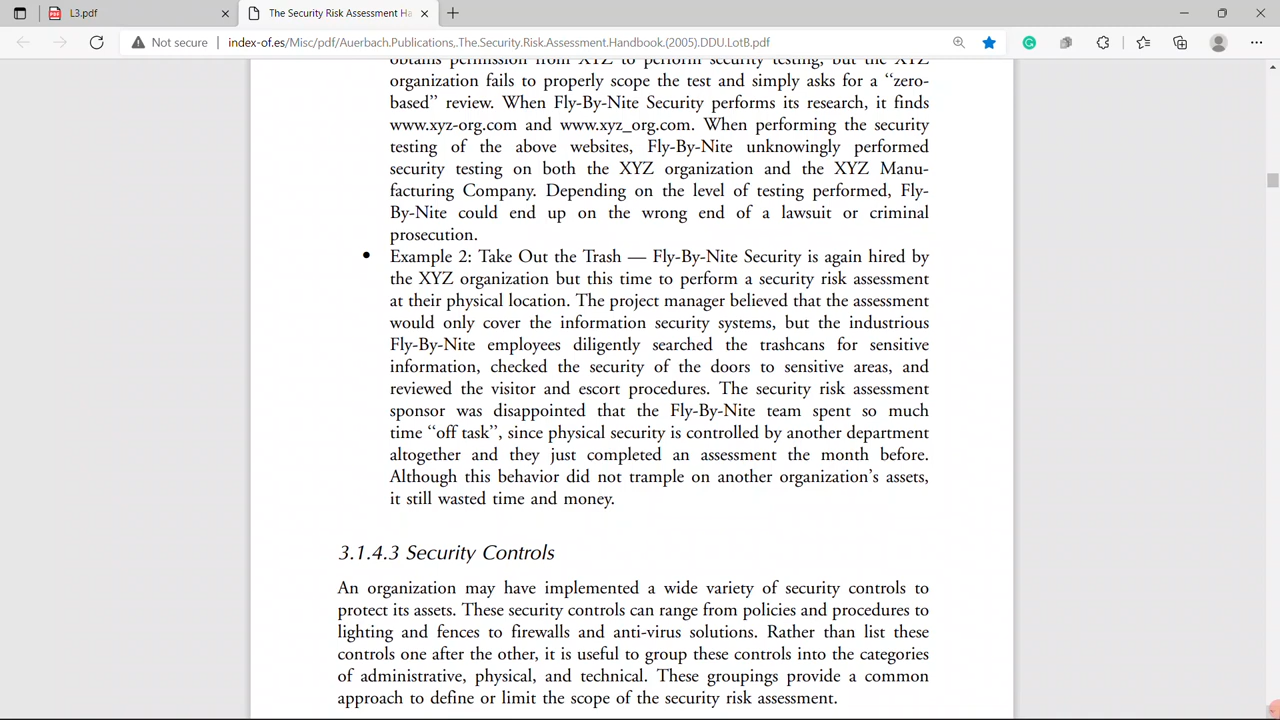 L3.pdf
The Security Risk Assessment Ha
Not secure
index-of.es/Misc/pdf/Auerbach.Publications,.The.Security.Risk.Assessment.Handbook.(2005).DDU.LotB.pdf
obtains permission from XYZ to perform security testing, but the XYZ
organization fails to properly scope the test and simply asks for a “zero-
based” review. When Fly-By-Nite Security performs its research, it finds
www.xyz-org.com and www.xyz_org.com. When performing the security
testing of the above websites, Fly-By-Nite unknowingly performed
security testing on both the XYZ organization and the XYZ Manu-
facturing Company. Depending on the level of testing performed, Fly-
By-Nite could end up on the wrong end of a lawsuit or criminal
prosecution.
• Example 2: Take Out the Trash — Fly-By-Nite Security is again hired by
the XYZ organization but this time to perform a security risk assessment
at their physical location. The project manager believed that the assessment
would only cover the information security systems, but the industrious
Fly-By-Nite employees diligently searched the trashcans for sensitive
information, checked the security of the doors to sensitive areas, and
reviewed the visitor and escort procedures. The security risk assessment
sponsor was disappointed that the Fly-By-Nite team spent so much
time “off task”, since physical security is controlled by another department
altogether and they just completed an assessment the month before.
Although this behavior did not trample on another organization’s assets,
it still wasted time and money.
3.1.4.3 Security Controls
An organization may have implemented a wide variety of security controls to
protect its assets. These security controls can range from policies and procedures to
lighting and fences to firewalls and anti-virus solutions. Rather than list these
controls one after the other, it is useful to group these controls into the categories
of administrative, physical, and technical. These groupings provide a common
approach to define or limit the scope of the security risk assessment.